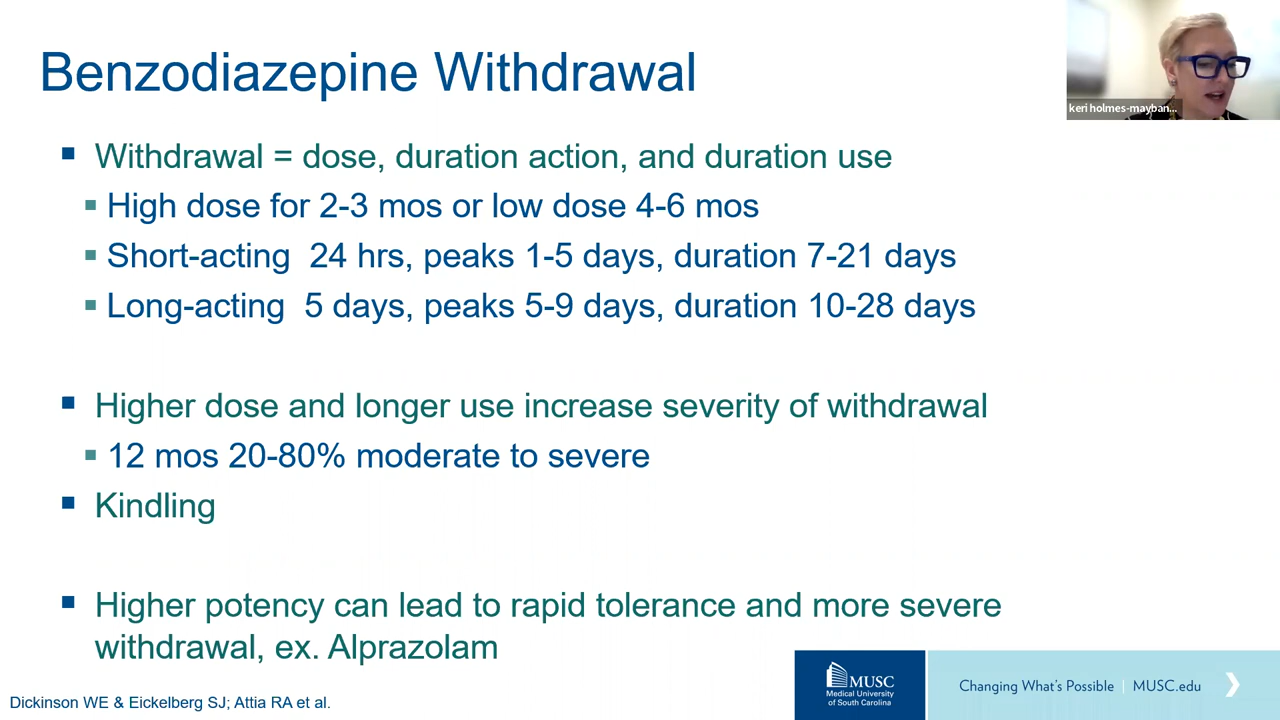 Benzodiazepine Withdrawal
keri holmes-mayban...
Withdrawal = dose, duration action, and duration use
High dose for 2-3 mos or low dose 4-6 mos
Short-acting 24 hrs, peaks 1-5 days, duration 7-21 days
Long-acting 5 days, peaks 5-9 days, duration 10-28 days
Higher dose and longer use increase severity of withdrawal
12 mos 20-80% moderate to severe
Kindling
Higher potency can lead to rapid tolerance and more severe
withdrawal, ex. Alprazolam
Dickinson WE & Eickelberg SJ; Attia RA et al.
MUSC
Medical University
of South Carolina
Changing What's Possible | MUSC.edu